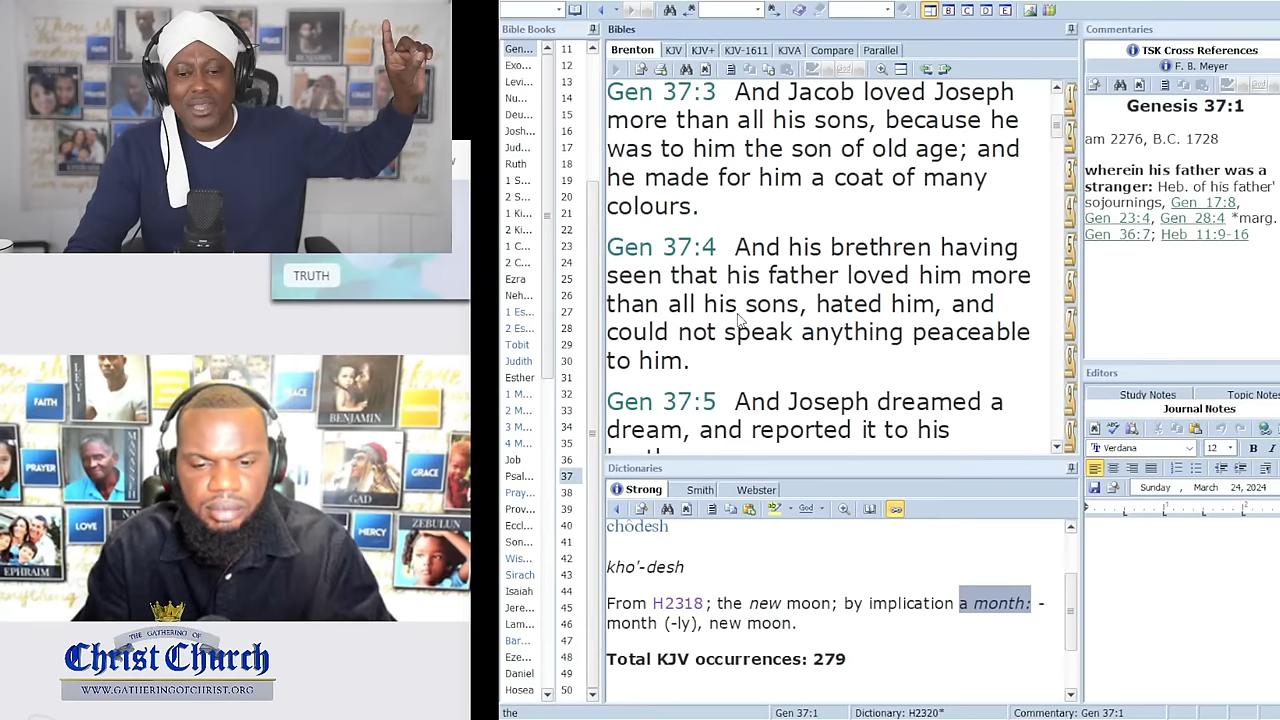 BENJAMIN
FAITH
PEACE
GRACE
TRUTH
LEVI
FAITH
BENJAMIN
PRAYER
GRACE
GAD
LOVE
MERCY
ZEBULUN
EPHRAIM
THE GATHERING OF
Christ Church
WWW.GATHERINGOFCHRIST.ORG
Bible Books
Gen...
Exo...
Levi...
Nu...
Deu...
Josh...
Jud...
Ruth
1 S...
2 S...
1 Ki...
2 Ki...
1 C...
2 C...
Ezra
Neh...
1 Es...
2 Es...
Tobit
Judith
Esther
1 M...
2 M...
3 M...
4 M...
Job
Psal...
Pray...
Prov...
Eccl...
Son...
Wis...
Sirach
Isaiah
Jere...
Lam...
Bar...
Eze...
Daniel
Hosea
11
12
13
14
15
16
17
18
19
20
21
22
23
24
25
26
27
28
29
30
31
32
33
34
35
36
37
38
39
40
41
42
43
44
45
46
47
48
49
50
B C D E
Bibles
Brenton KJV KJV+ KJV-1611 KJVA Compare Parallel
Gen 37:3 And Jacob loved Joseph
more than all his sons, because he
was to him the son of old age; and
he made for him a coat of many
colours.
Gen 37:4 And his brethren having
seen that his father loved him more
than all his sons, hated him, and
could not speak anything peaceable
to him.
Gen 37:5 And Joseph dreamed a
dream, and reported it to his
Dictionaries
Strong Smith Webster
chôdesh
kho'-desh
From H2318; the new moon; by implication a month: -
month (-ly), new moon.
Total KJV occurrences: 279
Commentaries
TSK Cross References
F. B. Meyer
Genesis 37:1
am 2276, B.C. 1728
wherein his father was a
stranger: Heb. of his father'
sojournings, Gen_17:8,
Gen_23:4, Gen_28:4 *marg.
Gen_36:7; Heb_11:9-16
Editors
Study Notes Topic Notes
Journal Notes
Verdana 12 B I
Sunday , March 24, 2024
the Gen 37:1 Dictionary: H2320* Commentary: Gen 37:1